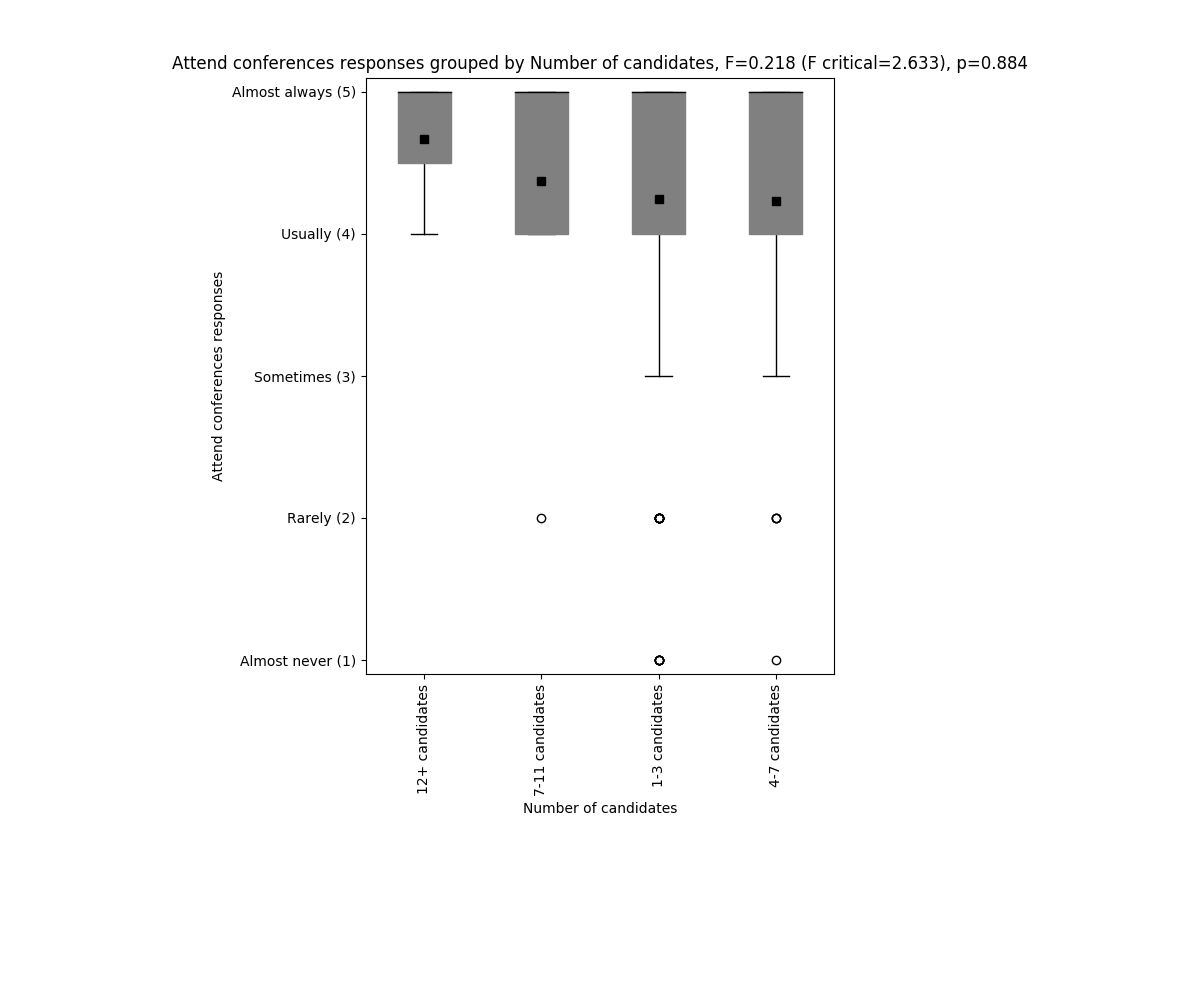 Attend conferences responses grouped by Number of candidates, F=0.218 (F critical=2.633), p=0.884
Almost always (5)
Usually (4)
Sometimes (3)
Rarely (2)
Almost never (1)
Attend conferences responses
12+ candidates
7-11 candidates
1-3 candidates
4-7 candidates
Number of candidates